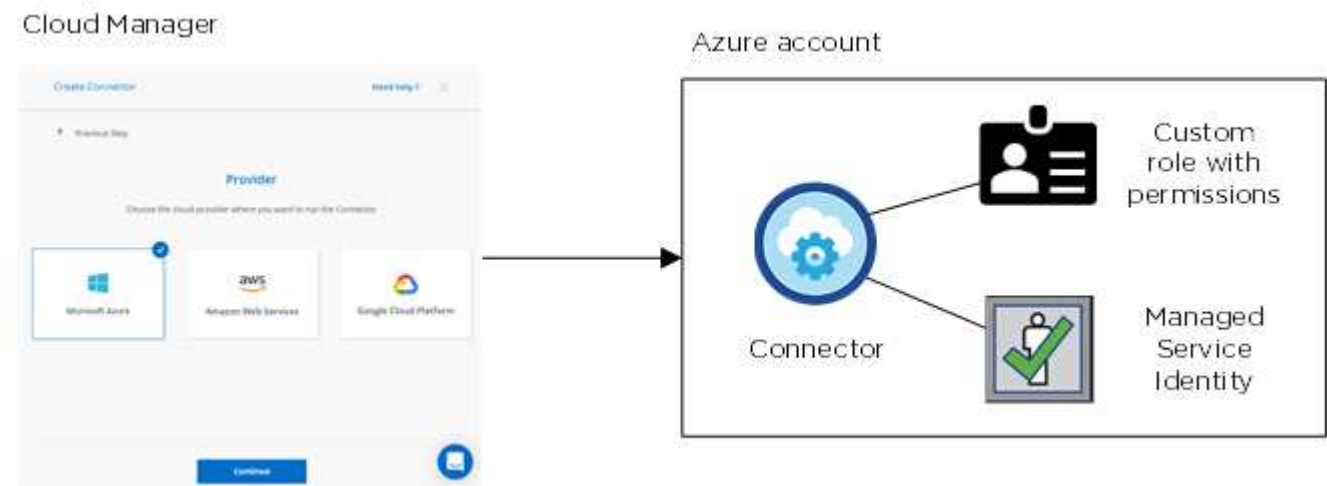 Cloud Manager
Azure account
Create Connector
Need help?
Previous Step
Provider
Choose the cloud provider where you want to run the Connector
aws
Microsoft Azure
Amazon Web Services
Google Cloud Platform
Continue
Custom
role with
permissions
Connector
Managed
Service
Identity